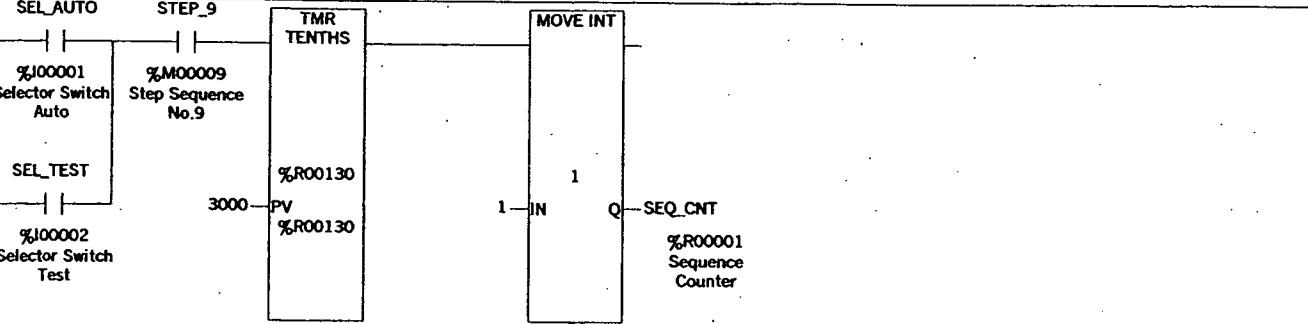 SEL_AUTO
STEP_9
TMR
TENTHS
MOVE INT
%I00001
Selector Switch
Auto
%M00009
Step Sequence
No.9
SEL_TEST
%I00002
Selector Switch
Test
%R00130
3000
PV
%R00130
1
1
IN
Q
SEQ_CNT
%R00001
Sequence
Counter